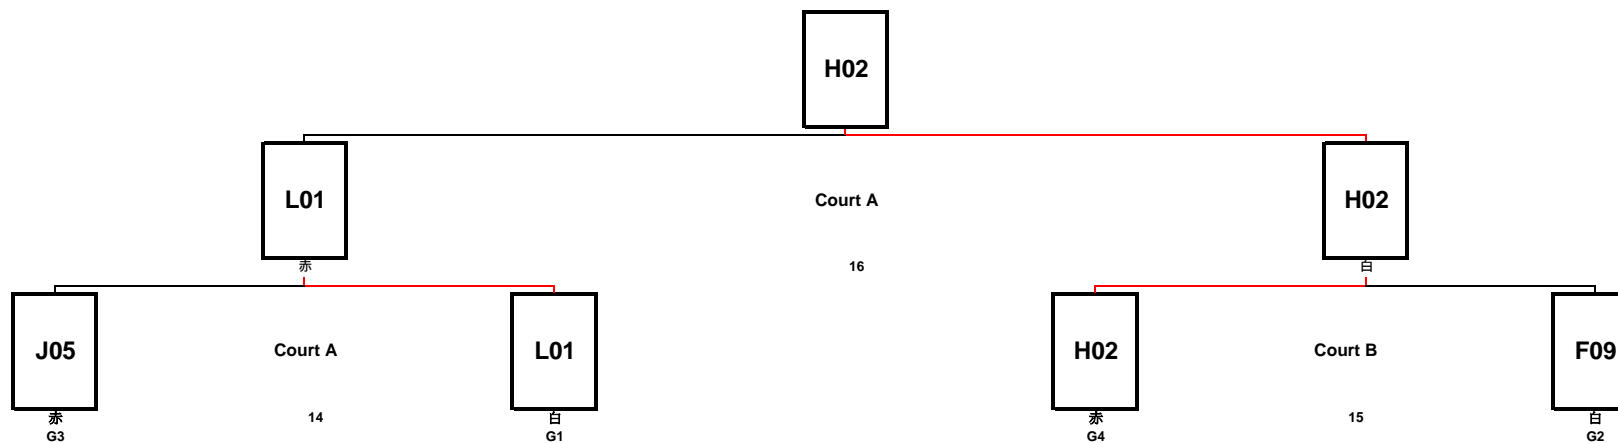 H02
L01
Court A
H02
赤
16
白
J05
Court A
L01
H02
Court B
F09
赤
14
白
赤
15
白
G3
G1
G4
G2